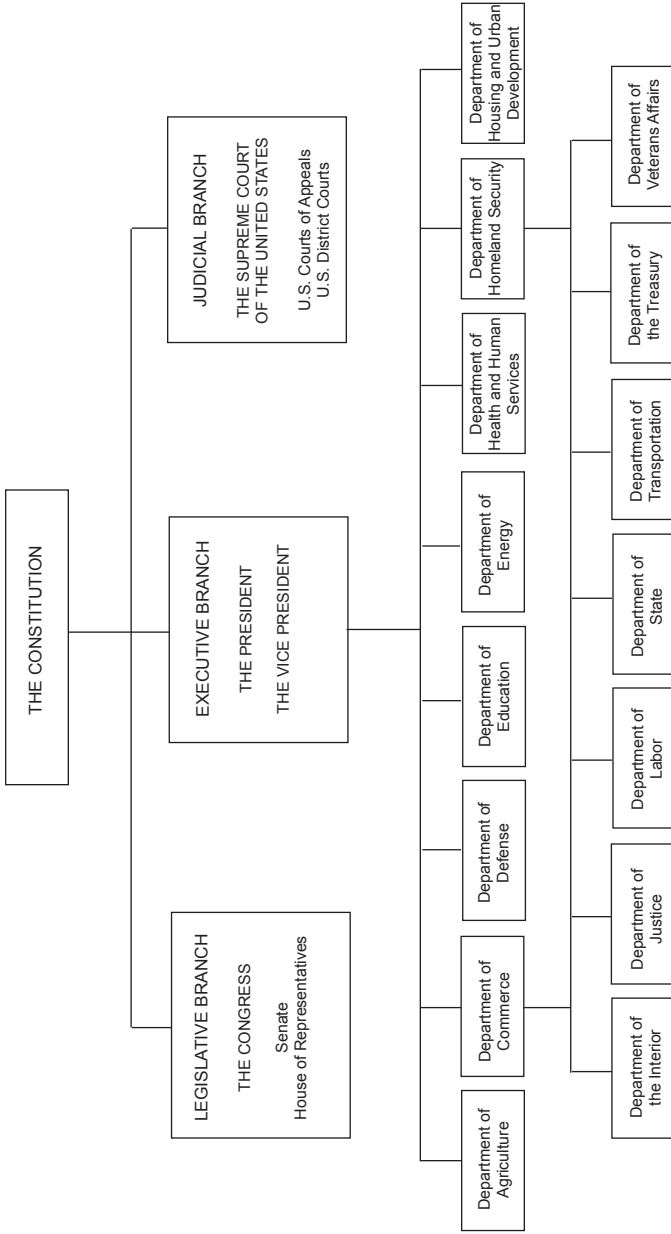 THE CONSTITUTION
LEGISLATIVE BRANCH
THE CONGRESS
Senate
House of Representatives
EXECUTIVE BRANCH
THE PRESIDENT
THE VICE PRESIDENT
JUDICIAL BRANCH
THE SUPREME COURT
OF THE UNITED STATES
U.S. Courts of Appeals
U.S. District Courts
Department of
Agriculture
Department of
Commerce
Department of
Defense
Department of
Education
Department of
Energy
Department of
Health and Human
Services
Department of
Homeland Security
Department of
Housing and Urban
Development
Department of
the Interior
Department of
Justice
Department of
Labor
Department of
State
Department of
Transportation
Department of
the Treasury
Department of
Veterans Affairs